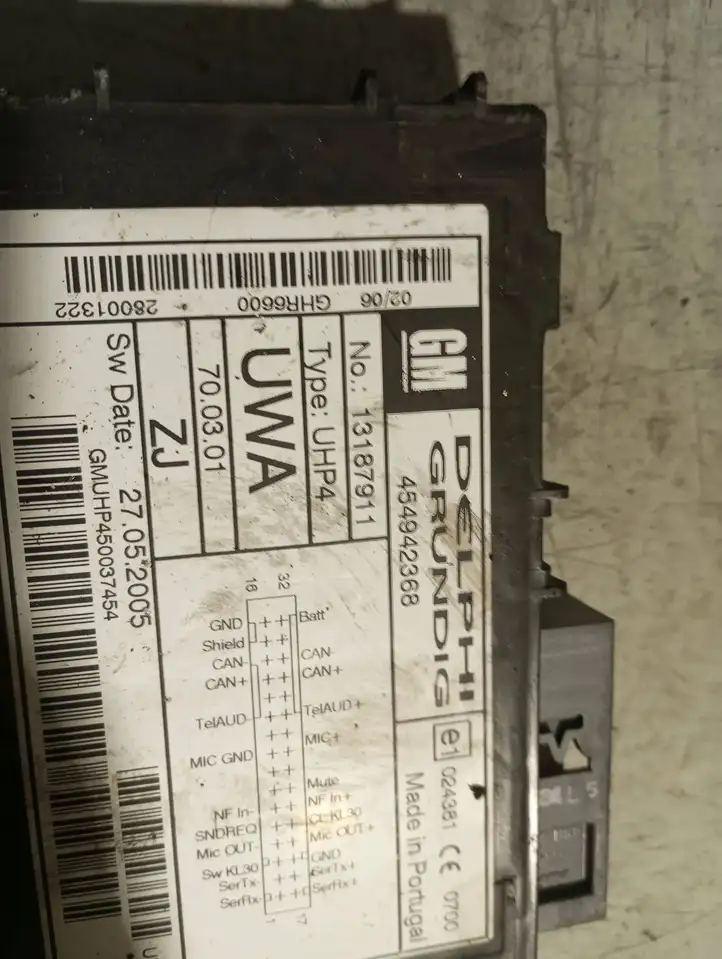 28001322 GHR6600 02/06
GM
DELPHI
GRUNDIG
454942368
e1 024381 CE 0700
Made in Portugal
No.: 13187911
Type: UHP4
UWA
70.03.01
ZJ
Sw Date: 27.05.2005
GMUHP450037454
16 32
GND Batt
Shield
CAN- CAN-
CAN+ CAN+
TelAUD- TelAUD+
MIC+
MIC GND
Mute
NF In- NF In+
SNDREQ CL KL30
Mic OUT- Mic OUT+
Sw KL30 GND
SerTx- SerTx+
SerRx- SerRx+
1 17
L 5
U